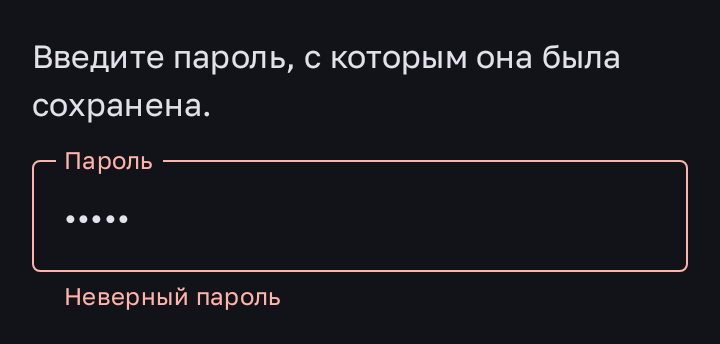 Введите пароль, с которым она была
сохранена.
Пароль
•••••
Неверный пароль